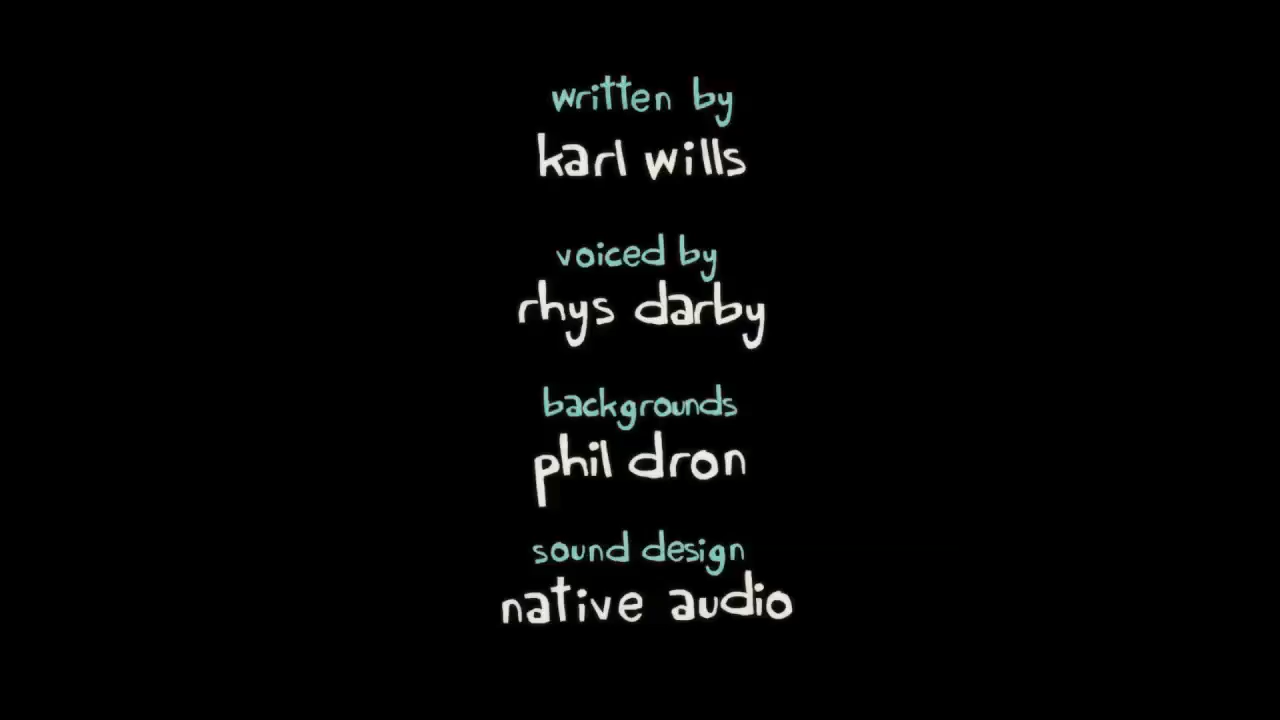 written by
karl wills
voiced by
rhys darby
backgrounds
phil dron
sound design
native audio